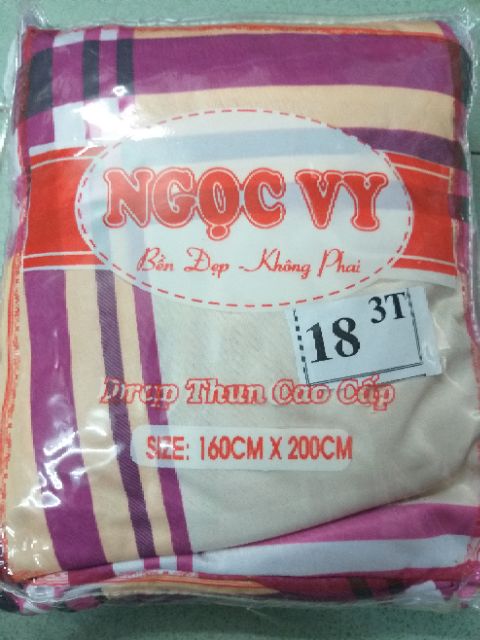 NGỌC VY
Bền Đẹp - Không Phai
18 3T
Drap Thun Cao Cấp
SIZE: 160CM X 200CM